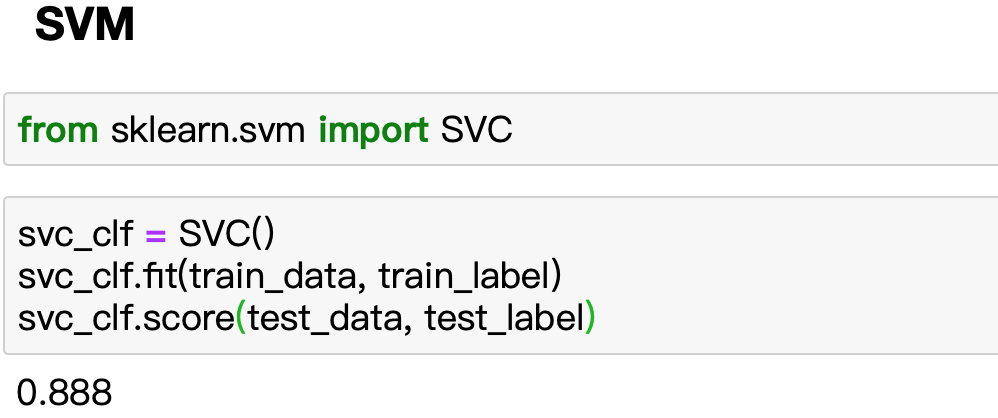 SVM
from sklearn.svm import SVC
svc_clf = SVC()
svc_clf.fit(train_data, train_label)
svc_clf.score(test_data, test_label)
0.888